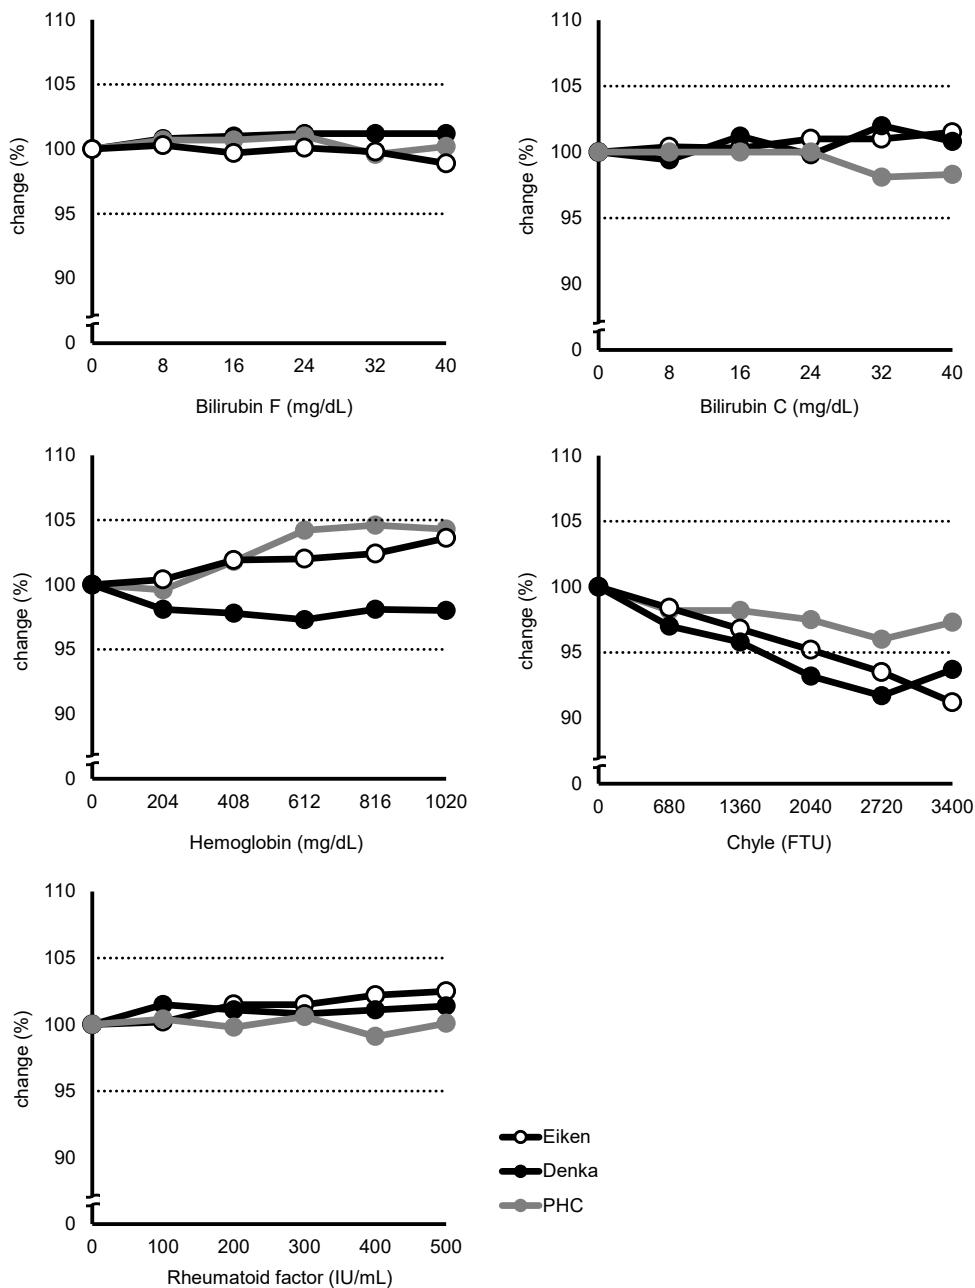 110
105
100
95
90
0
change (%)
0 8 16 24 32 40
Bilirubin F (mg/dL)
110
105
100
95
90
0
change (%)
0 8 16 24 32 40
Bilirubin C (mg/dL)
110
105
100
95
90
0
change (%)
0 204 408 612 816 1020
Hemoglobin (mg/dL)
110
105
100
95
90
0
change (%)
0 680 1360 2040 2720 3400
Chyle (FTU)
110
105
100
95
90
0
change (%)
0 100 200 300 400 500
Rheumatoid factor (IU/mL)
Eiken
Denka
PHC